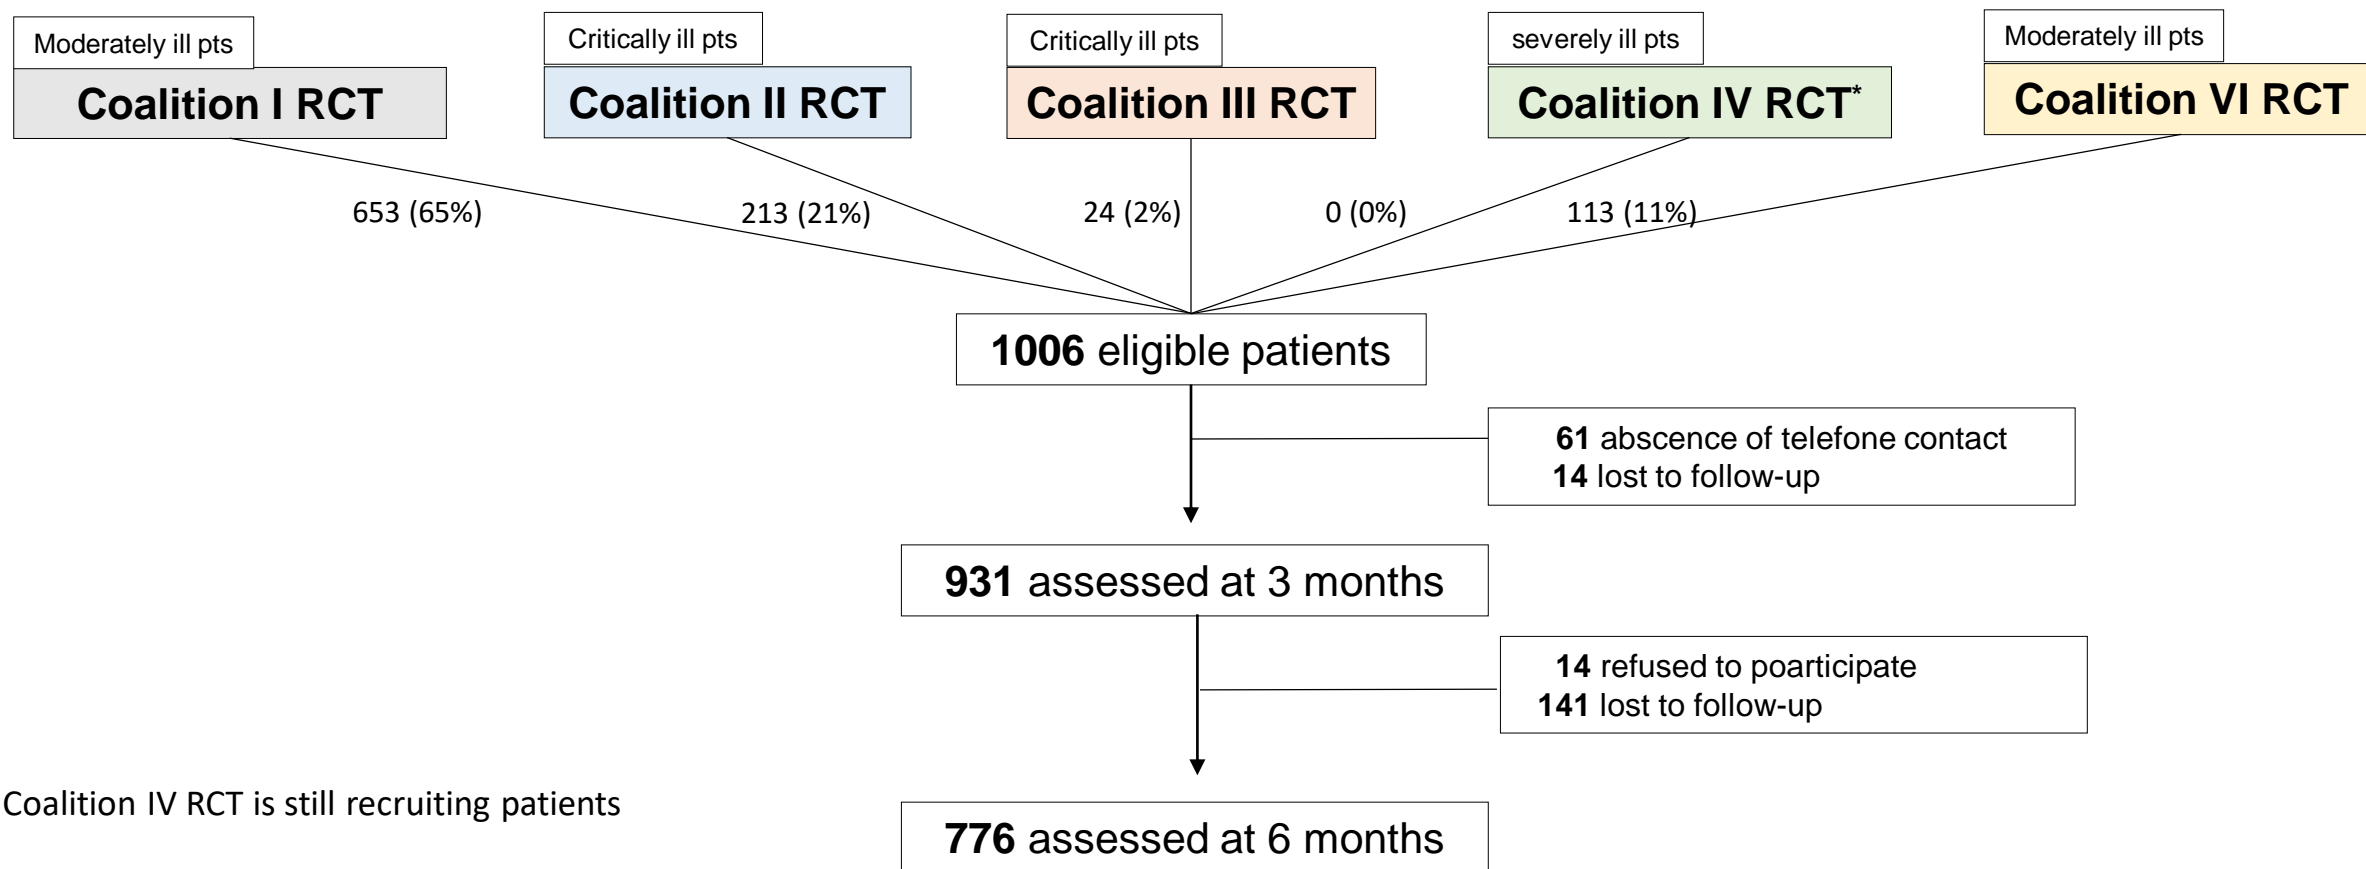 Moderately ill pts
Critically ill pts
Critically ill pts
severely ill pts
Moderately ill pts
Coalition I RCT
Coalition II RCT
Coalition III RCT
Coalition IV RCT*
Coalition VI RCT
653 (65%)
213 (21%)
24 (2%)
0 (0%)
113 (11%)
1006 eligible patients
61 abscence of telefone contact
14 lost to follow-up
931 assessed at 3 months
14 refused to poarticipate
141 lost to follow-up
Coalition IV RCT is still recruiting patients
776 assessed at 6 months